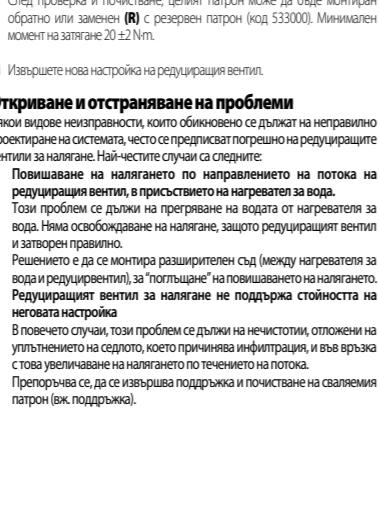 След проверка и почистване, целият патрон може да бъде монтиран
обратно или заменен (R) с резервен патрон (код 533000). Минимален
момент на затягане 20 ±2 N·m.
Извършете нова настройка на редуциращия вентил.
ткриване и отстраняване на проблеми
якои видове неизправности, които обикновено се дължат на неправилно
роектиране на системата, често се предписват погрешно на редуциращите
ентили за налягане. Най-честите случаи са следните:
Повишаване на налягането по направлението на потока на
редуциращия вентил, в присъствието на нагревател за вода.
Този проблем се дължи на прегряване на водата от нагревателя за
вода. Няма освобождаване на налягане, защото редуциращият вентил
и затворен правилно.
Решението е да се монтира разширителен съд (между нагревателя за
вода и редуцирвентил), за “поглъщане” на повишаването на налягането.
Редуциращият вентил за налягане не поддържа стойността на
неговата настройка
В повечето случаи, този проблем се дължи на нечистотии, отложени на
уплътнението на седлото, което причинява инфилтрация, и във връзка
с това увеличаване на налягането по течението на потока.
Препоръчва се, да се извършва поддръжка и почистване на сваляемия
патрон (вж. поддръжка).